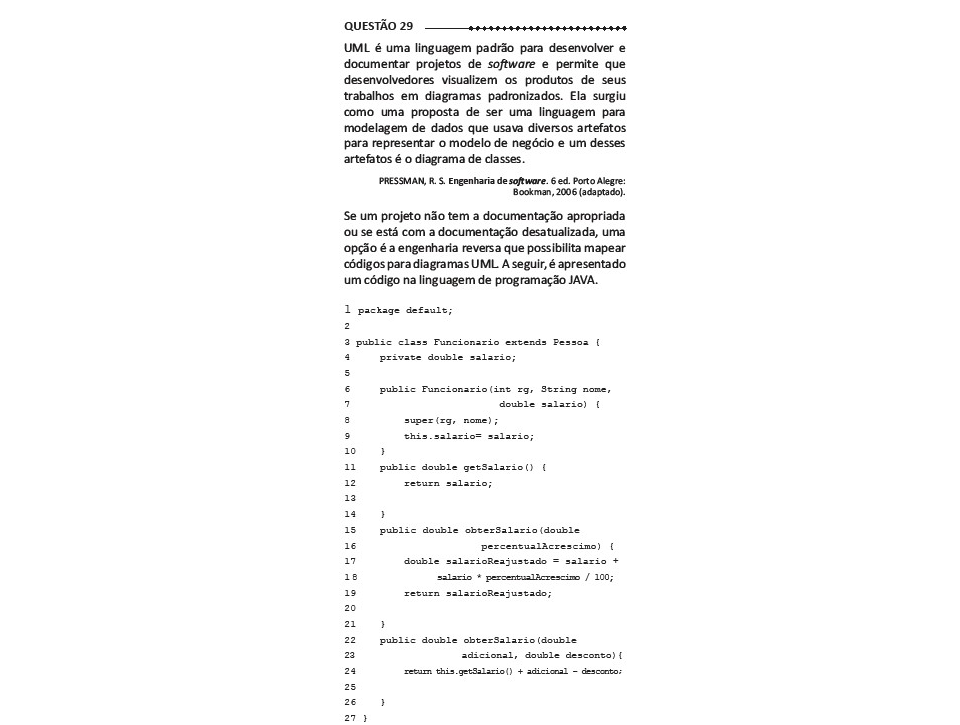 QUESTÃO 29
UML é uma linguagem padrão para desenvolver e
documentar projetos de software e permite que
desenvolvedores visualizem os produtos de seus
trabalhos em diagramas padronizados. Ela surgiu
como uma proposta de ser uma linguagem para
modelagem de dados que usava diversos artefatos
para representar o modelo de negócio e um desses
artefatos é o diagrama de classes.
PRESSMAN, R. S. Engenharia de software. 6 ed. Porto Alegre:
Bookman, 2006 (adaptado).
Se um projeto não tem a documentação apropriada
ou se está com a documentação desatualizada, uma
opção é a engenharia reversa que possibilita mapear
códigos para diagramas UML. A seguir, é apresentado
um código na linguagem de programação JAVA.
1 package default;
2
3 public class Funcionario extends Pessoa {
4    private double salario;
5
6    public Funcionario(int rg, String nome,
7                       double salario) {
8        super(rg, nome);
9        this.salario= salario;
10    }
11    public double getSalario() {
12        return salario;
13
14    }
15    public double obterSalario(double
16                    percentualAcrescimo) {
17        double salarioReajustado = salario +
18             salario * percentualAcrescimo / 100;
19        return salarioReajustado;
20
21    }
22    public double obterSalario(double
23                 adicional, double desconto){
24        return this.getSalario() + adicional - desconto;
25
26    }
27 }